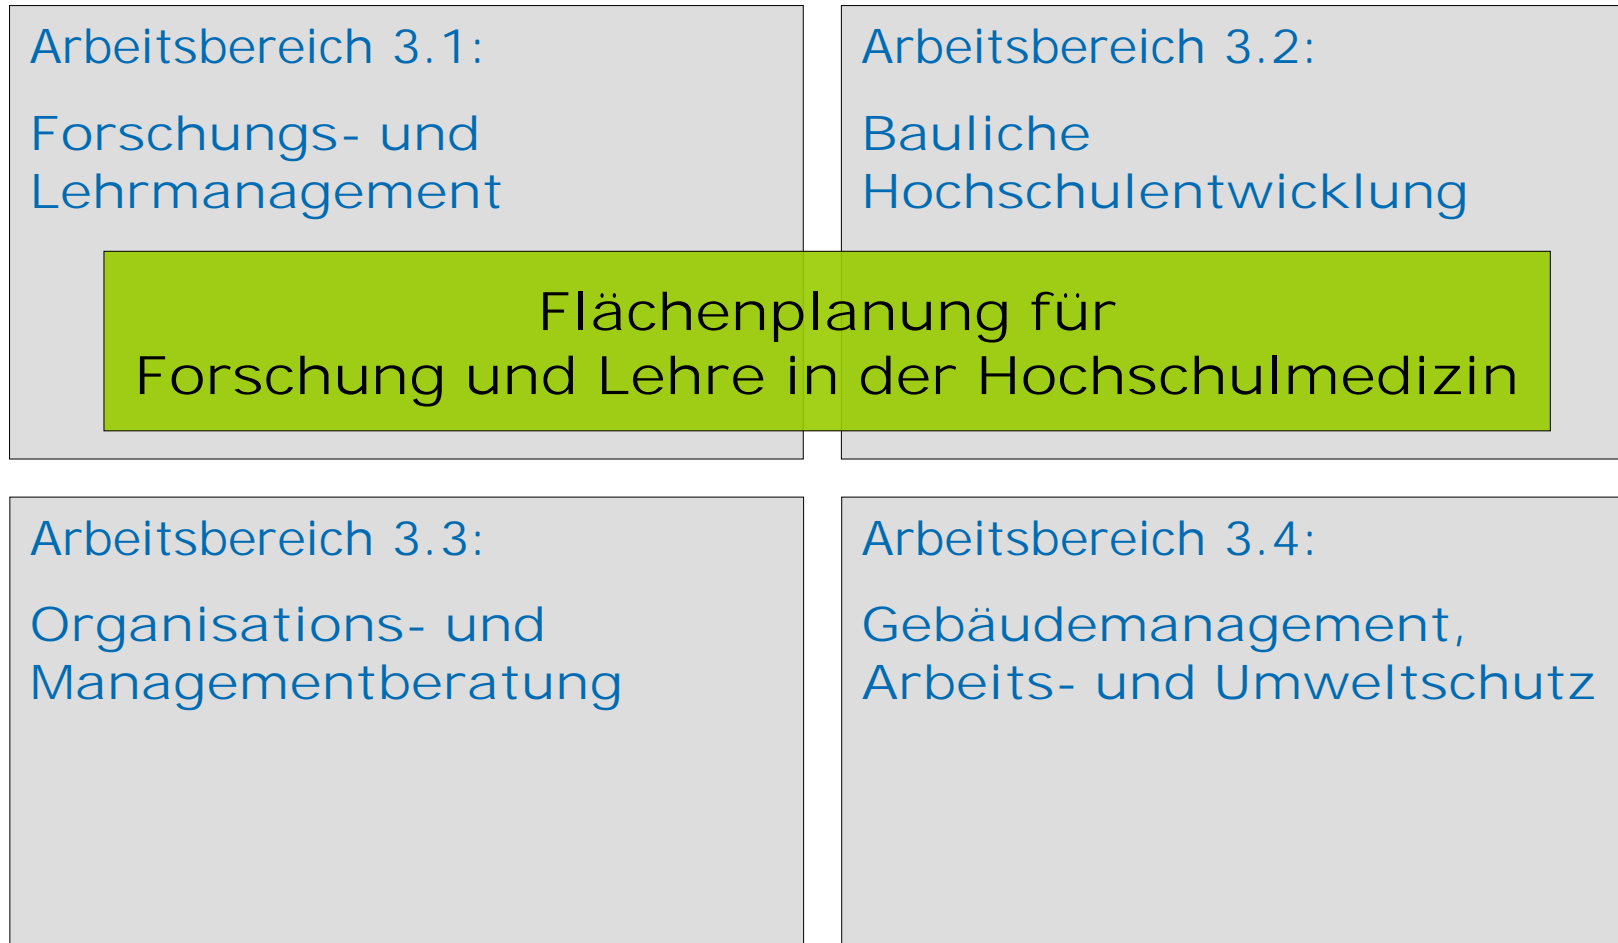 Arbeitsbereich 3.1:
Forschungs- und
Lehrmanagement
Arbeitsbereich 3.2:
Bauliche
Hochschulentwicklung
Flächenplanung für
Forschung und Lehre in der Hochschulmedizin
Arbeitsbereich 3.3:
Organisations- und
Managementberatung
Arbeitsbereich 3.4:
Gebäudemanagement,
Arbeits- und Umweltschutz